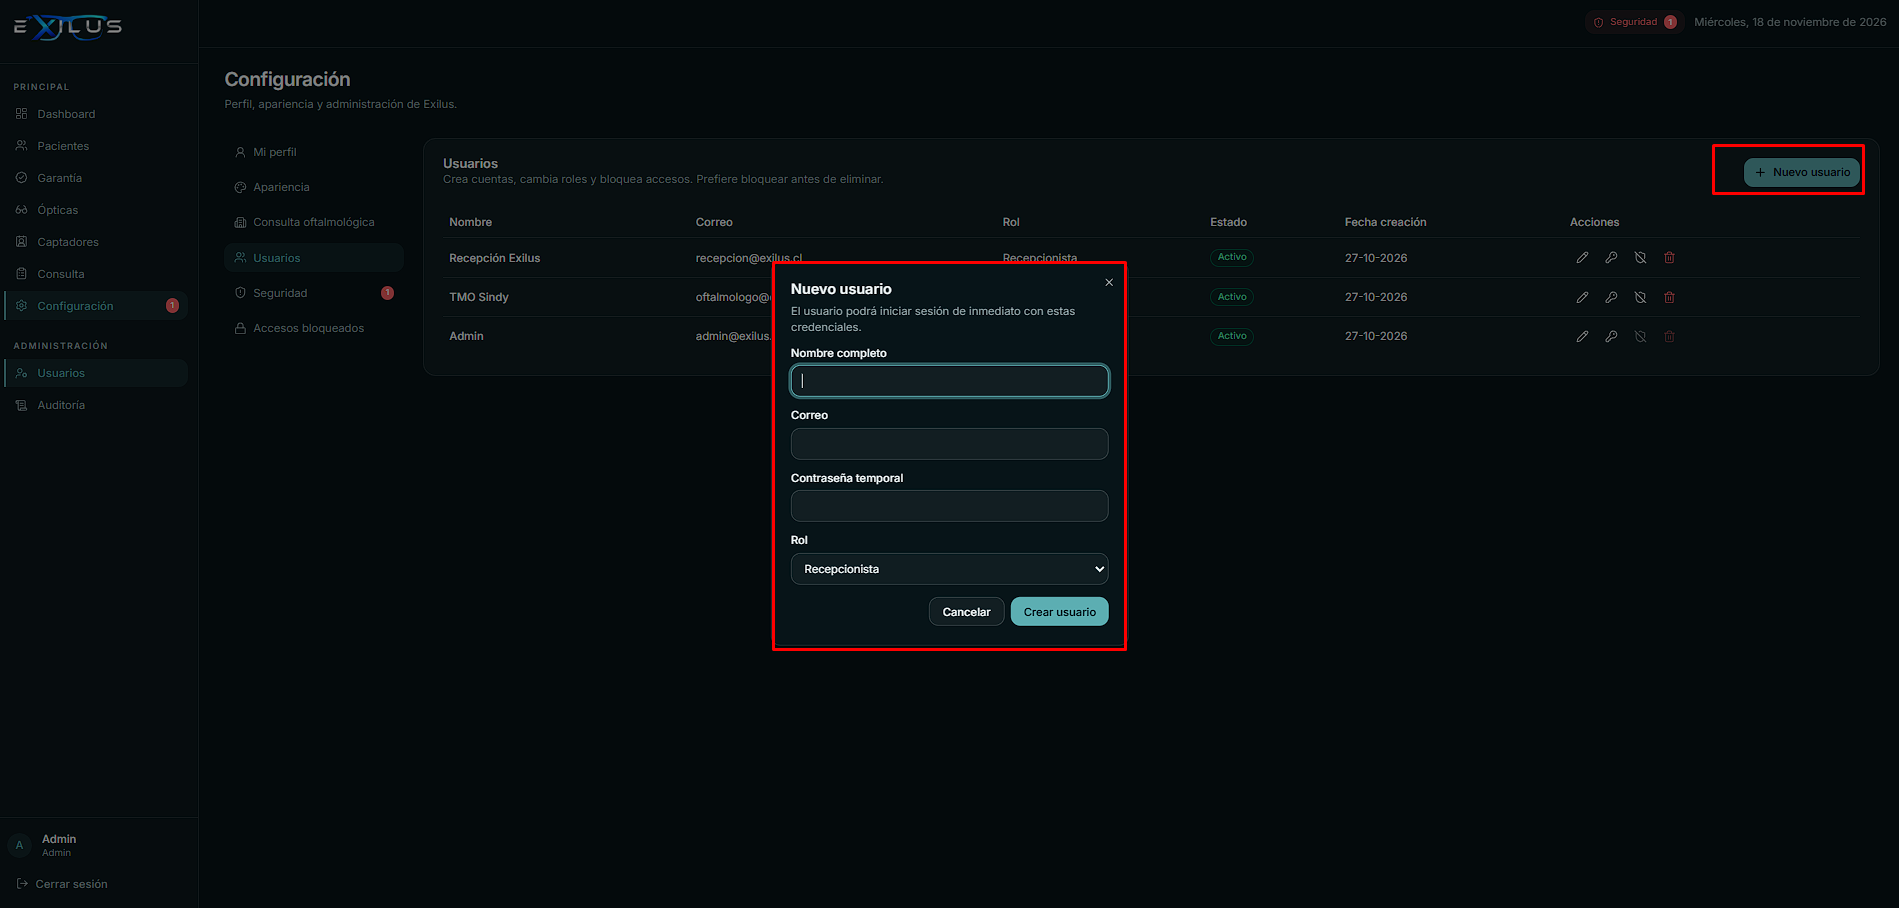 EXILUS
Seguridad 1
Miércoles, 18 de noviembre de 2026
PRINCIPAL
Dashboard
Pacientes
Garantía
Ópticas
Captadores
Consulta
Configuración 1
ADMINISTRACIÓN
Usuarios
Auditoría
A
Admin
Admin
Cerrar sesión
Configuración
Perfil, apariencia y administración de Exilus.
Mi perfil
Apariencia
Consulta oftalmológica
Usuarios
Seguridad 1
Accesos bloqueados
Usuarios
Crea cuentas, cambia roles y bloquea accesos. Prefiere bloquear antes de eliminar.
+ Nuevo usuario
Nombre Correo Rol Estado Fecha creación Acciones
Recepción Exilus recepcion@exilus.cl Recepcionista Activo 27-10-2026
TMO Sindy oftalmologo@ Activo 27-10-2026
Admin admin@exilus. Activo 27-10-2026
Nuevo usuario
El usuario podrá iniciar sesión de inmediato con estas
credenciales.
Nombre completo
Correo
Contraseña temporal
Rol
Recepcionista
Cancelar Crear usuario